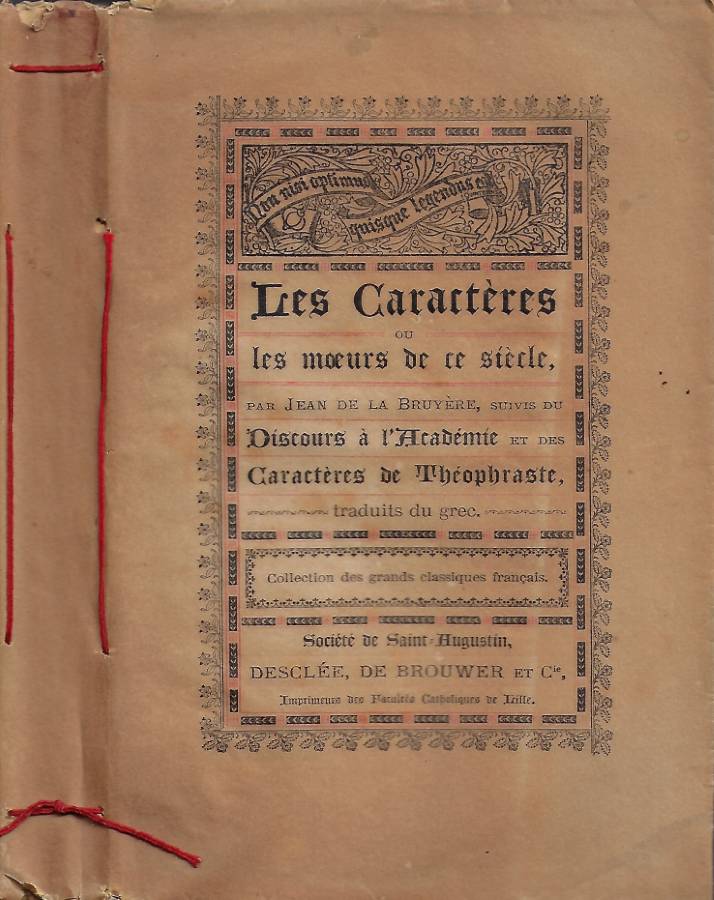 Non nisi optimus
quisque legendus est
Les Caractères
OU
les mœurs de ce siècle,
PAR JEAN DE LA BRUYÈRE, SUIVIS DU
Discours à l'Académie ET DES
Caractères de Théophraste,
traduits du grec.
Collection des grands classiques français.
Société de Saint-Augustin,
DESCLÉE, DE BROUWER ET Cie,
Imprimeurs des Facultés Catholiques de Lille.